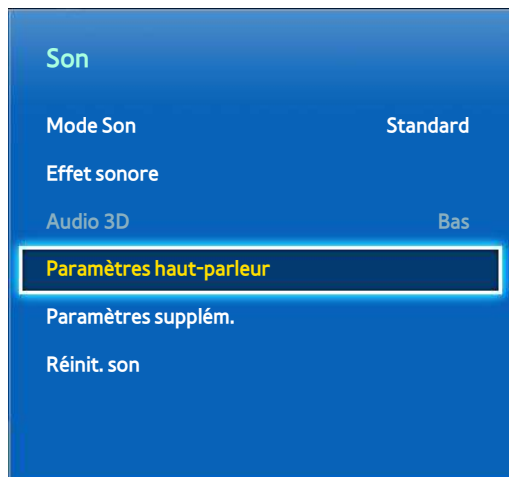 Son
Mode Son Standard
Effet sonore
Audio 3D Bas
Paramètres haut-parleur
Paramètres supplém.
Réinit. son